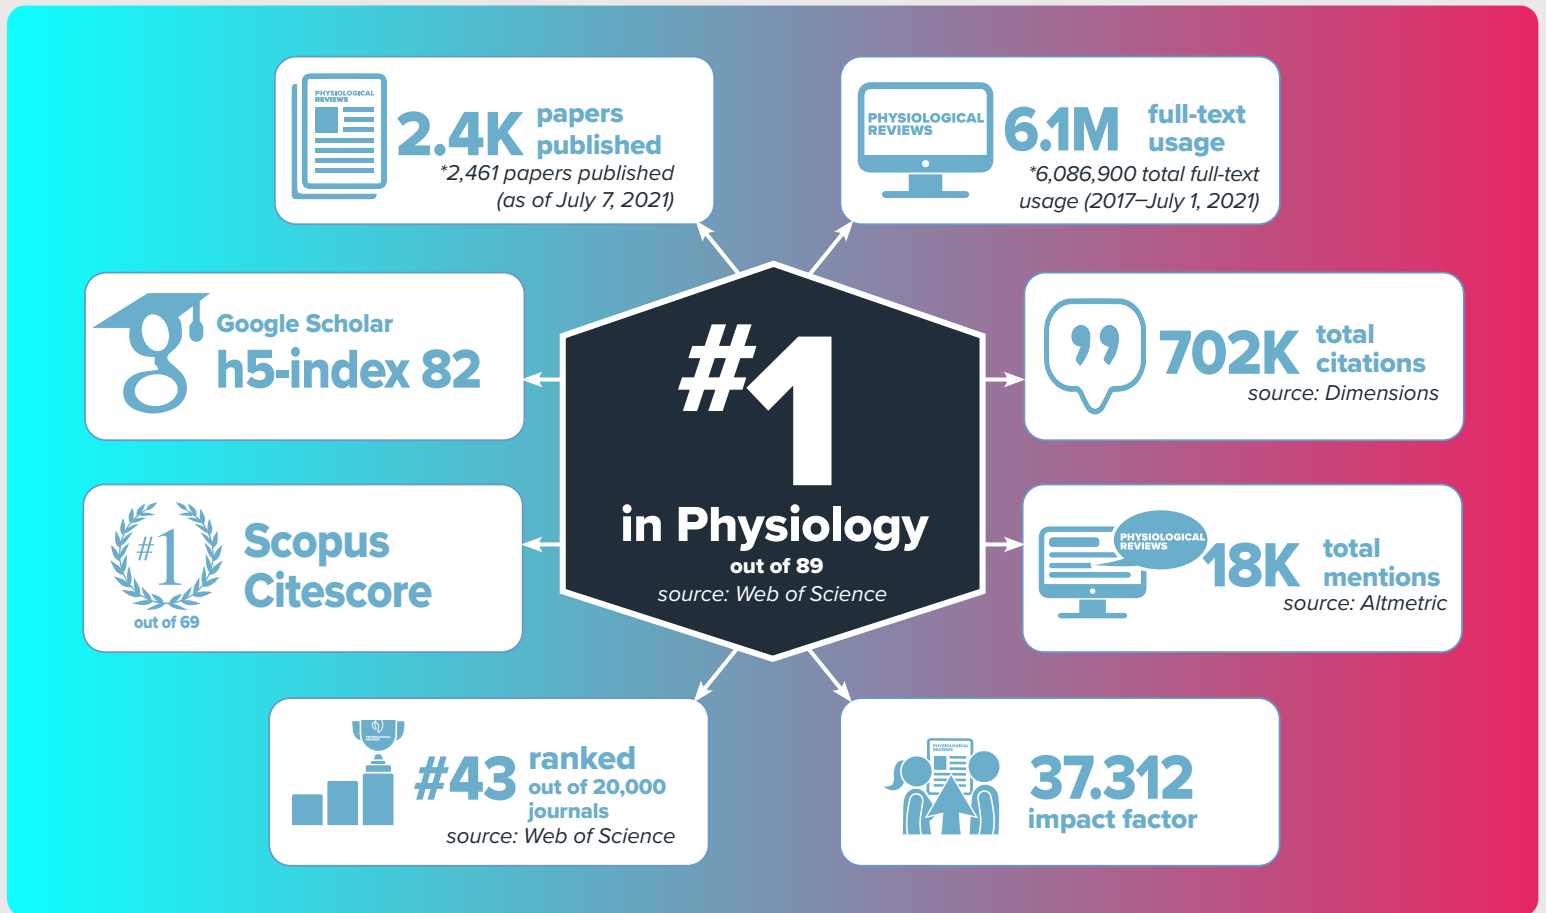 PHYSIOLOGICAL
REVIEWS
2.4K papers
published
*2,461 papers published
(as of July 7, 2021)
PHYSIOLOGICAL
REVIEWS
6.1M full-text
usage
*6,086,900 total full-text
usage (2017–July 1, 2021)
Google Scholar
h5-index 82
#1
in Physiology
out of 89
source: Web of Science
702K total
citations
source: Dimensions
#1
out of 69
Scopus
Citescore
PHYSIOLOGICAL
REVIEWS
18K total
mentions
source: Altmetric
PHYSIOLOGICAL
REVIEWS
#43 ranked
out of 20,000
journals
source: Web of Science
PHYSIOLOGICAL
REVIEWS
37.312
impact factor